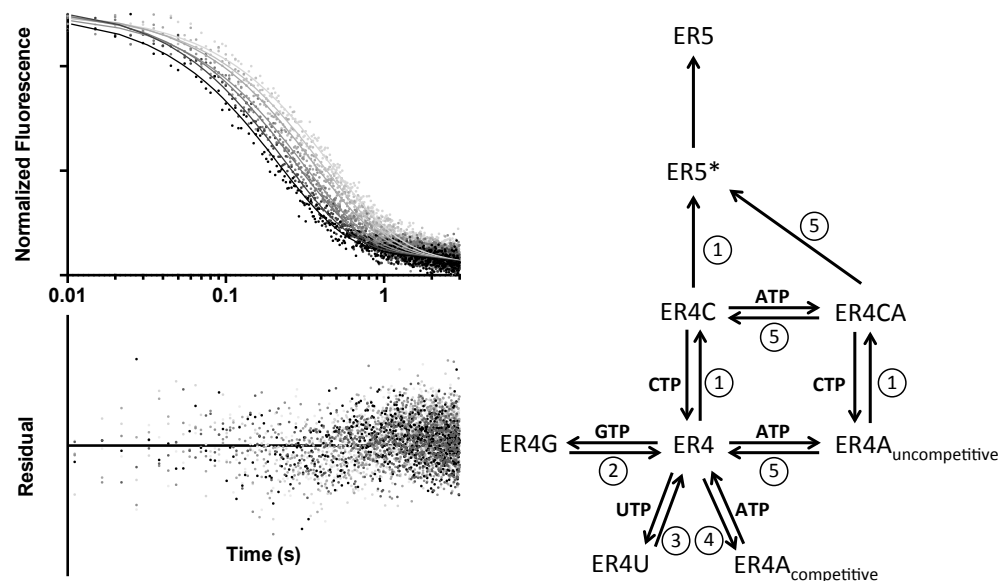 Normalized Fluorescence
0.01 0.1 1
Residual
Time (s)
ER5
ER5*
1
5
ER4C ATP ER4CA
5
CTP 1 CTP 1
ER4G GTP ER4 ATP ER4Auncompetitive
2 5
UTP ATP
3 4
ER4U ER4Acompetitive